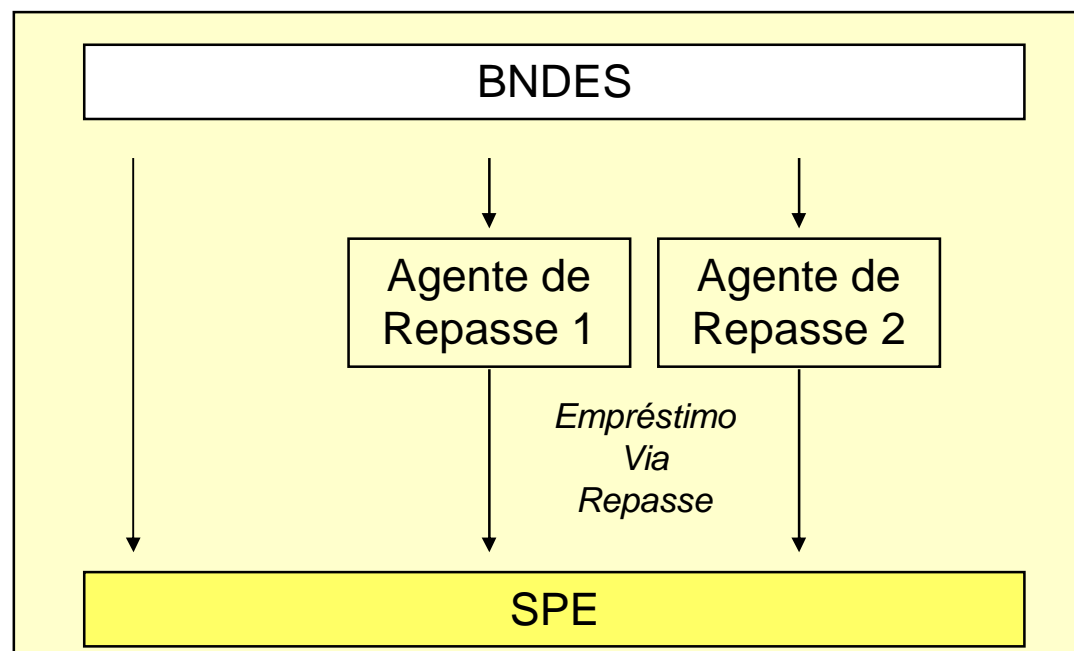 BNDES
Agente de
Repasse 1
Agente de
Repasse 2
Empréstimo
Via
Repasse
SPE